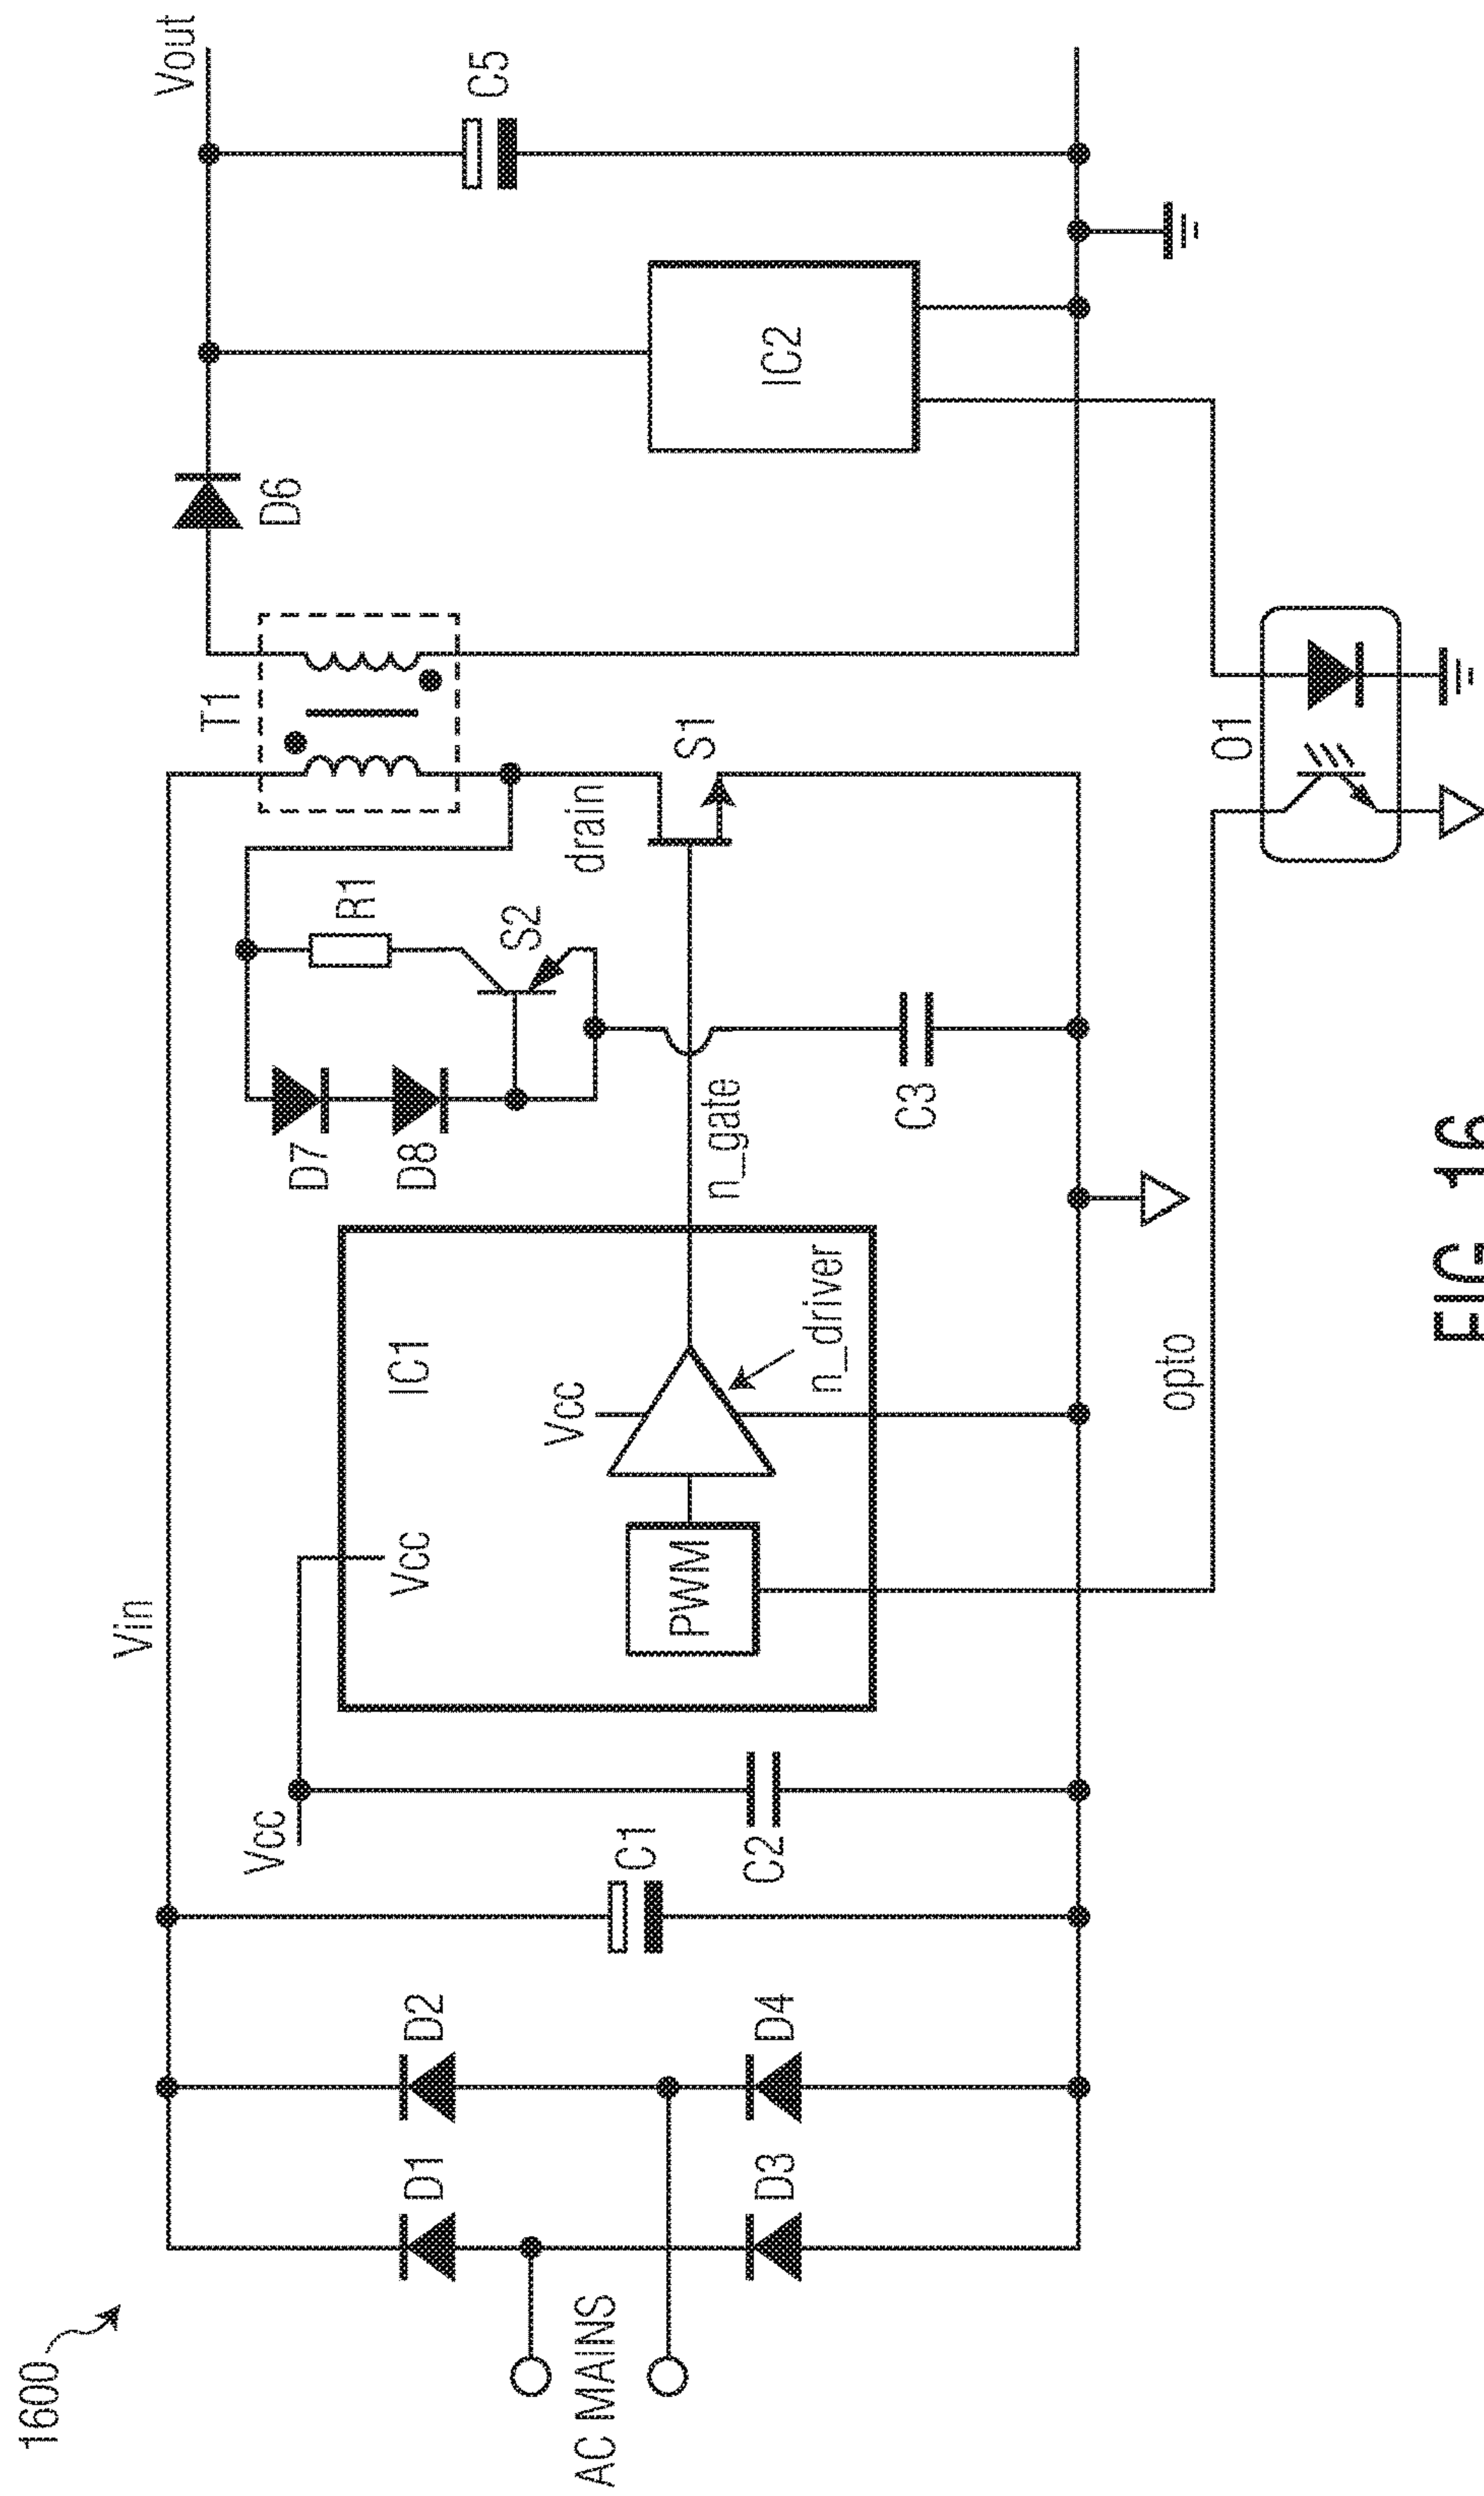 1600
AC MAINS
D1
D2
D3
D4
Vin
C1
C2
Vcc
Vcc
IC1
PWM
Vcc
n_driver
n_gate
D7
D8
R1
S2
C3
drain
S1
T1
D6
IC2
Vout
C5
opto
O1
FIG. 16